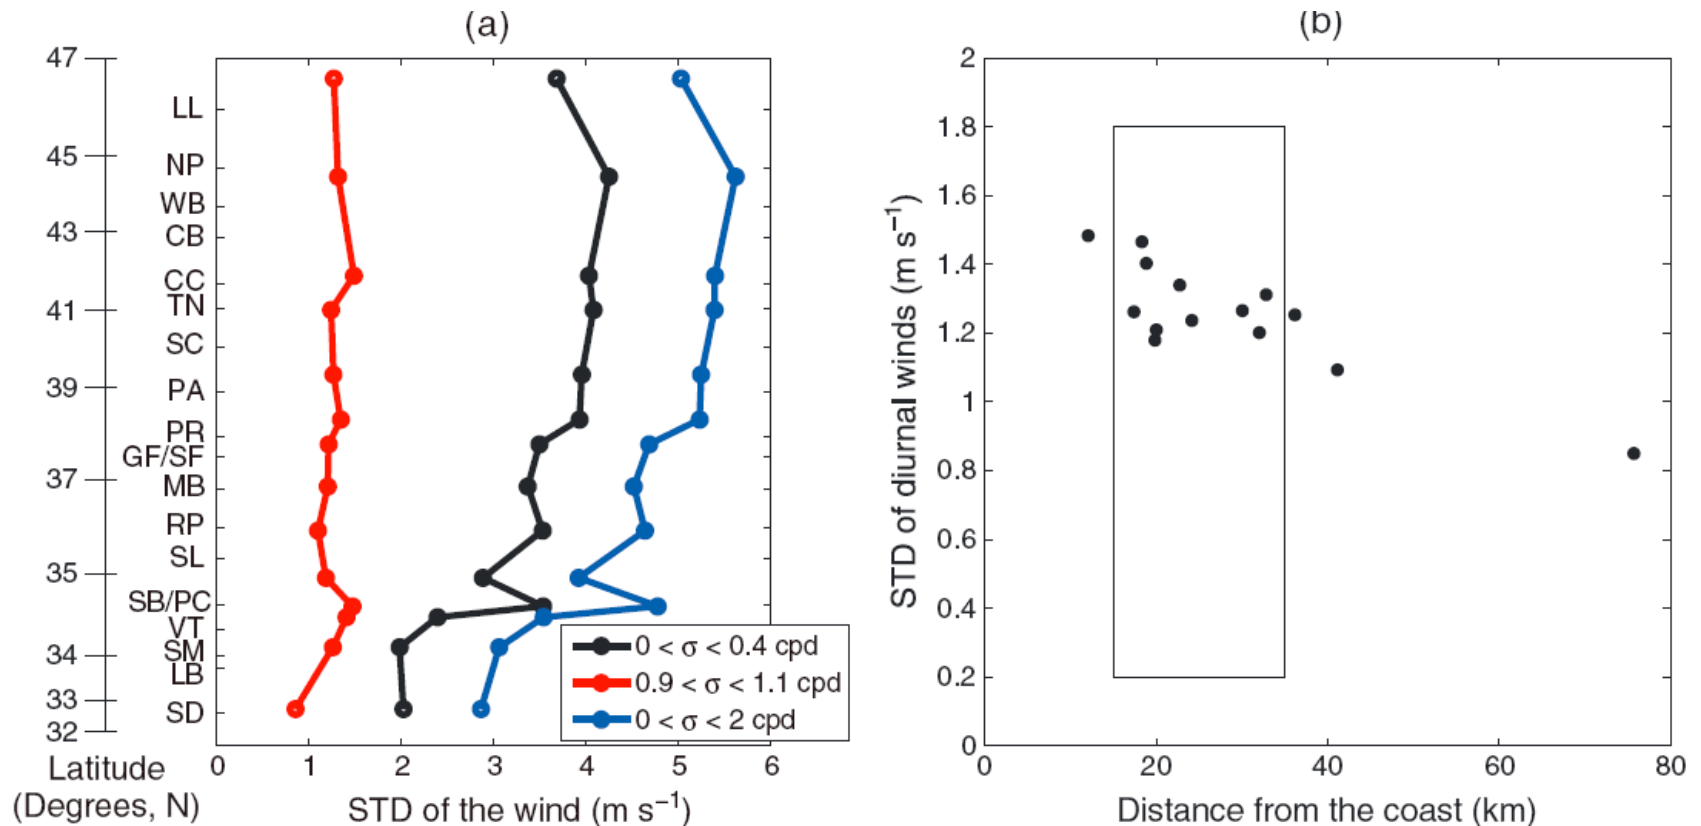 (a)
47
45
43
41
39
37
35
34
33
32
Latitude
(Degrees, N)
LL
NP
WB
CB
CC
TN
SC
PA
PR
GF/SF
MB
RP
SL
SB/PC
VT
SM
LB
SD
0 < σ < 0.4 cpd
0.9 < σ < 1.1 cpd
0 < σ < 2 cpd
0 1 2 3 4 5 6
STD of the wind (m s⁻¹)
(b)
STD of diurnal winds (m s⁻¹)
2
1.8
1.6
1.4
1.2
1
0.8
0.6
0.4
0.2
0
0 20 40 60 80
Distance from the coast (km)